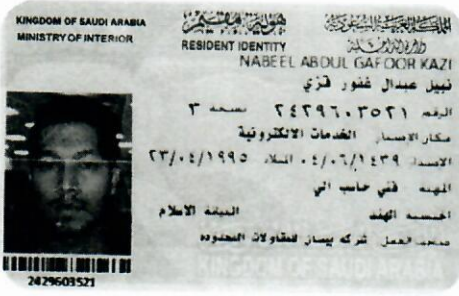 KINGDOM OF SAUDI ARABIA
MINISTRY OF INTERIOR
هوية مقيم
RESIDENT IDENTITY
المملكة العربية السعودية
وزارة الداخلية
NABEEL ABDUL GAFOOR KAZI
نبيل عبدال غفور قزي
الرقم ٢٤٢٩٦٠٣٥٢١ نسخة ٣
مكان الاصدار الخدمات الالكترونية
الاصدار ٠٤/٠٦/١٤٣٩ الميلاد ٢٣/٠٤/١٩٩٥
المهنة فني حاسب الي
الجنسية الهند الديانة الاسلام
صاحب العمل شركه بيسان للمقاولات المحدوده
KINGDOM OF SAUDI ARABIA
2429603521